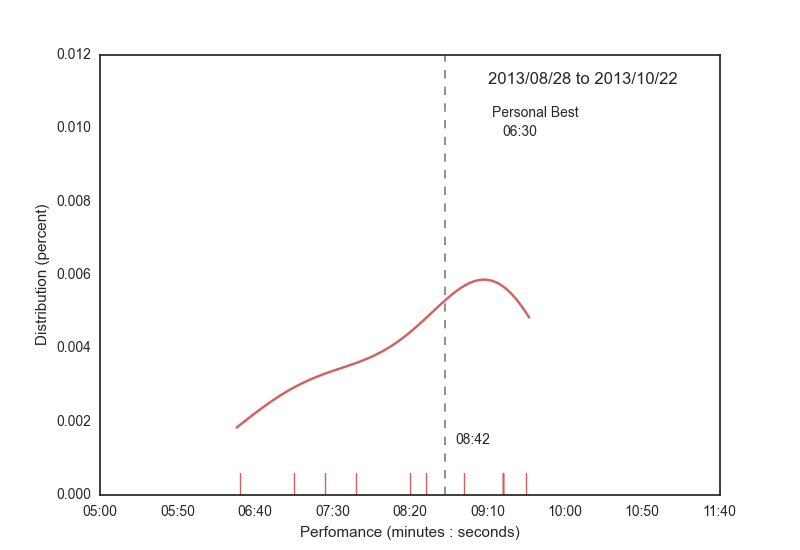 0.012
0.010
0.008
0.006
0.004
0.002
0.000
Distribution (percent)
2013/08/28 to 2013/10/22
Personal Best
06:30
08:42
05:00 05:50 06:40 07:30 08:20 09:10 10:00 10:50 11:40
Perfomance (minutes : seconds)